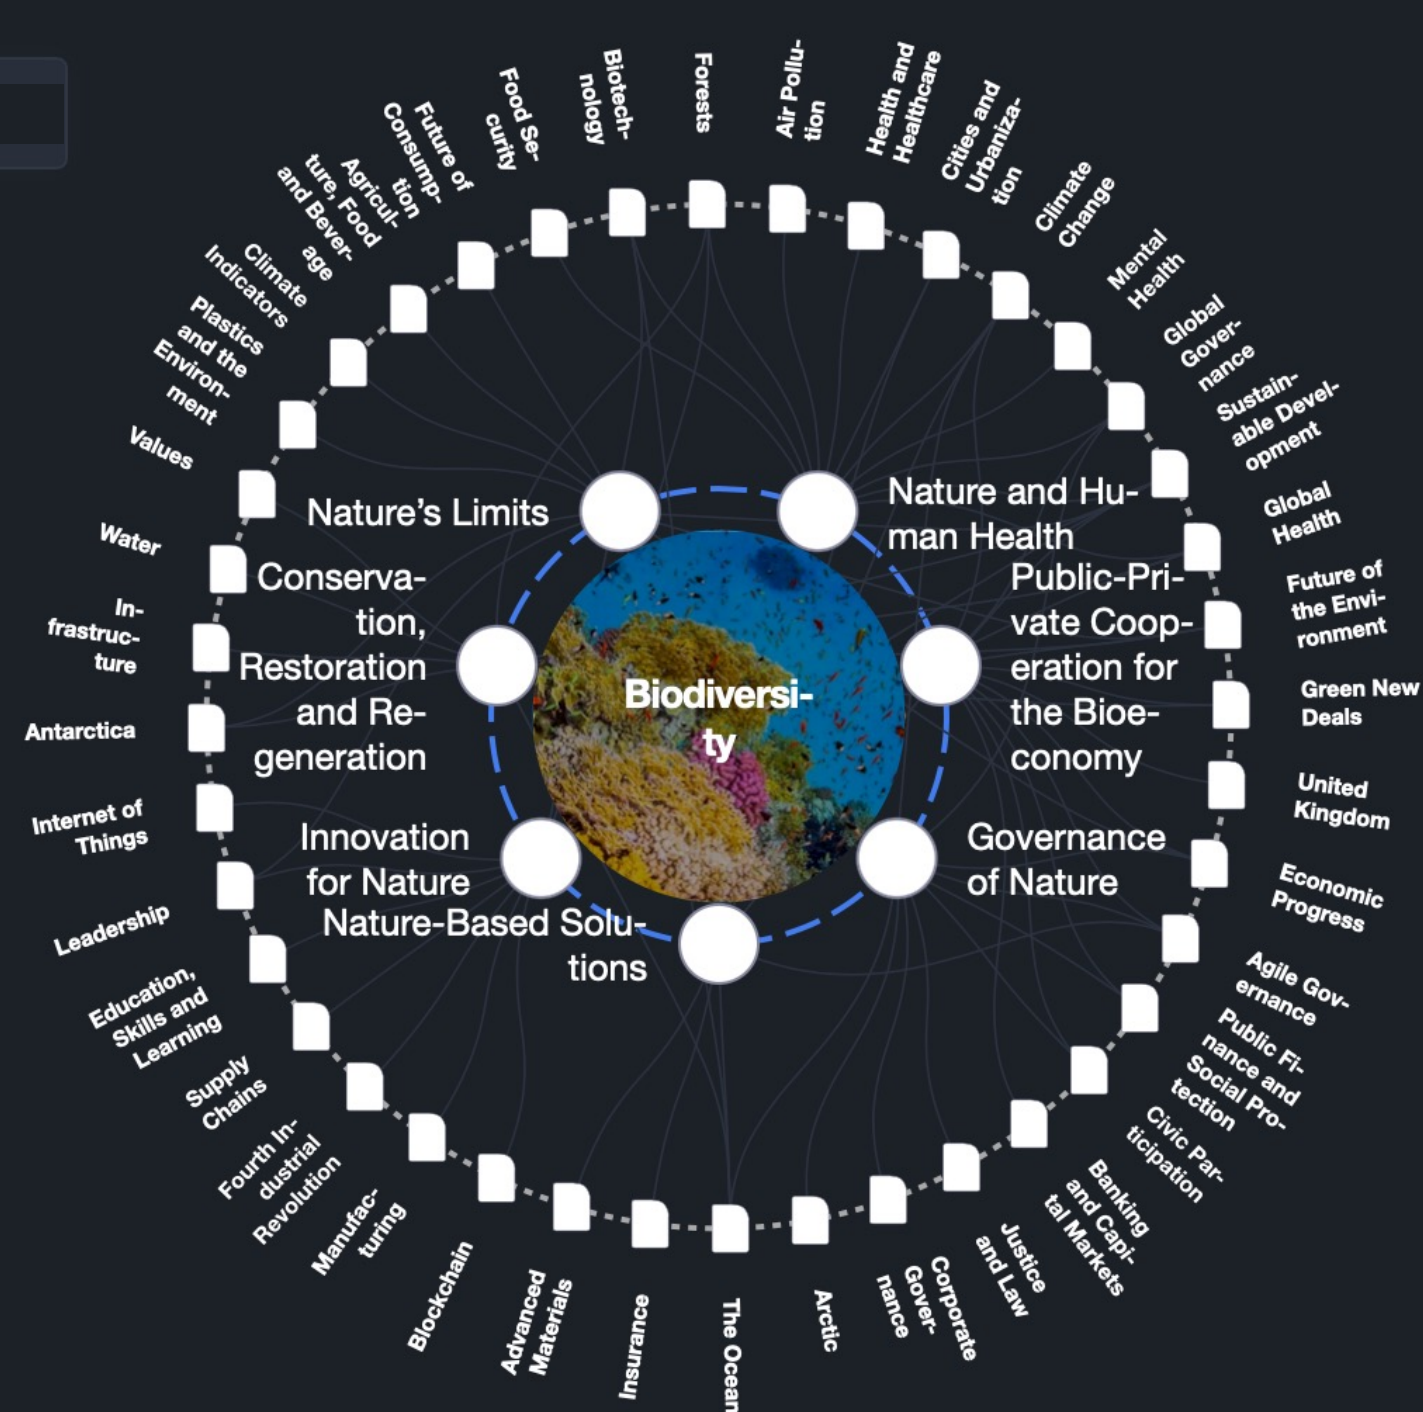 Forests
Air Pollu-
tion
Health and
Healthcare
Cities and
Urbaniza-
tion
Climate
Change
Mental
Health
Global
Gover-
nance
Sustain-
able Devel-
opment
Global
Health
Future of
the Envi-
ronment
Green New
Deals
United
Kingdom
Economic
Progress
Agile Gov-
ernance
Public Fi-
nance and
Social Pro-
tection
Civic Par-
ticipation
Banking
and Capi-
tal Markets
Justice
and Law
Corporate
Gover-
nance
Arctic
The Ocean
Insurance
Advanced
Materials
Blockchain
Manufac-
turing
Fourth In-
dustrial
Revolution
Supply
Chains
Education,
Skills and
Learning
Leadership
Internet of
Things
Antarctica
In-
frastruc-
ture
Water
Values
Plastics
and the
Environ-
ment
Climate
Indicators
Agricul-
ture, Food
and Bever-
age
Future of
Consump-
tion
Food Se-
curity
Biotech-
nology
Nature’s Limits
Nature and Hu-
man Health
Conserva-
tion,
Restoration
and Re-
generation
Public-Pri-
vate Coop-
eration for
the Bioe-
conomy
Biodiversi-
ty
Innovation
for Nature
Governance
of Nature
Nature-Based Solu-
tions